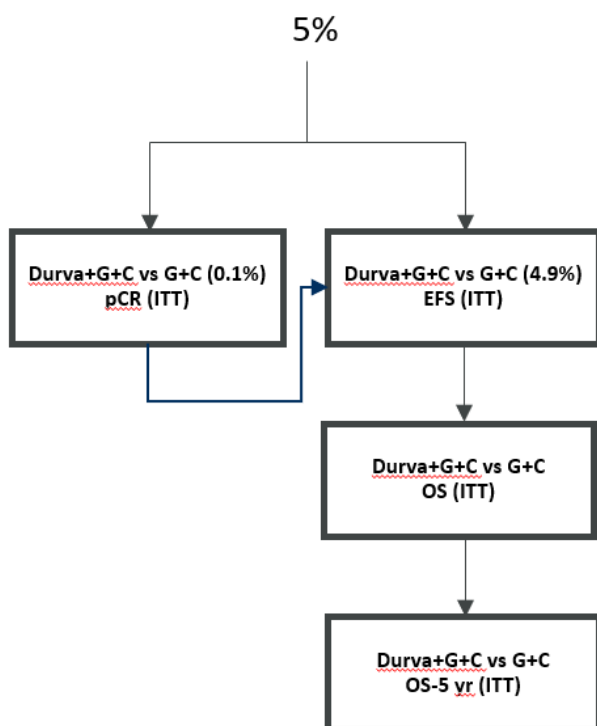 5%
Durva+G+C vs G+C (0.1%)
pCR (ITT)
Durva+G+C vs G+C (4.9%)
EFS (ITT)
Durva+G+C vs G+C
OS (ITT)
Durva+G+C vs G+C
OS-5 yr (ITT)